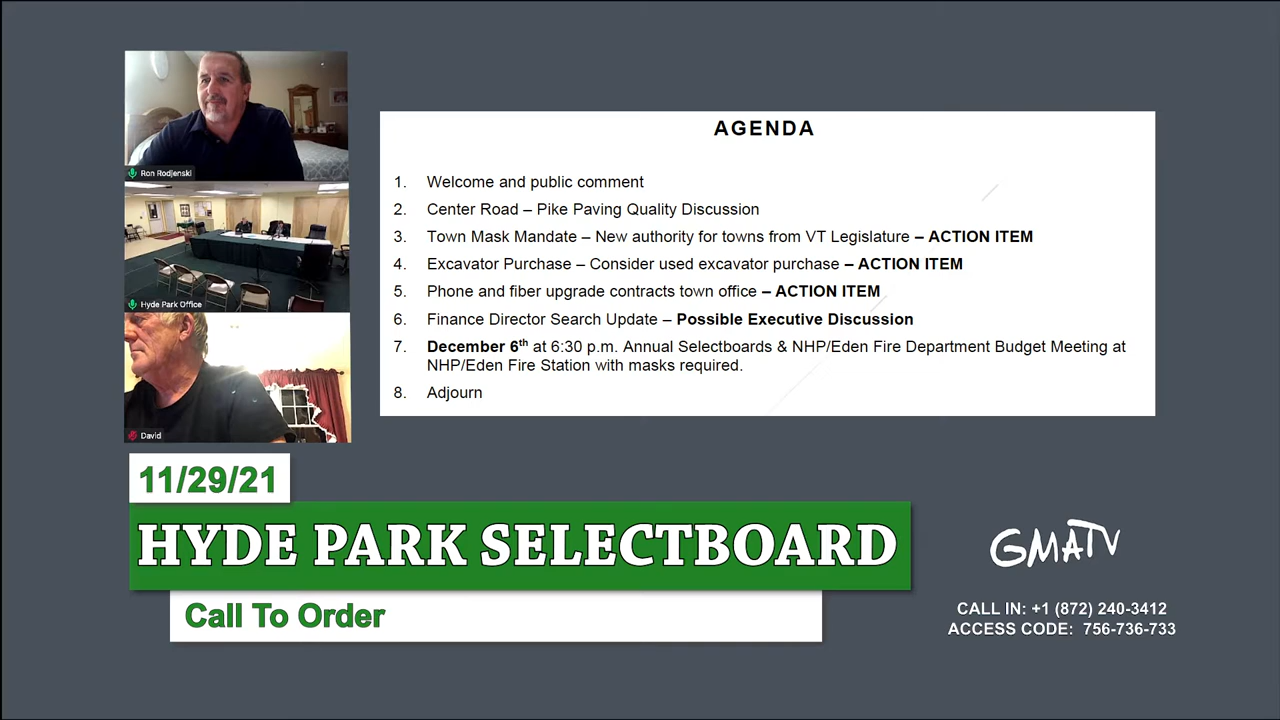 Ron Rodjenski
Hyde Park Office
David
AGENDA
1. Welcome and public comment
2. Center Road – Pike Paving Quality Discussion
3. Town Mask Mandate – New authority for towns from VT Legislature – ACTION ITEM
4. Excavator Purchase – Consider used excavator purchase – ACTION ITEM
5. Phone and fiber upgrade contracts town office – ACTION ITEM
6. Finance Director Search Update – Possible Executive Discussion
7. December 6th at 6:30 p.m. Annual Selectboards & NHP/Eden Fire Department Budget Meeting at
NHP/Eden Fire Station with masks required.
8. Adjourn
11/29/21
HYDE PARK SELECTBOARD
Call To Order
GMATV
CALL IN: +1 (872) 240-3412
ACCESS CODE: 756-736-733